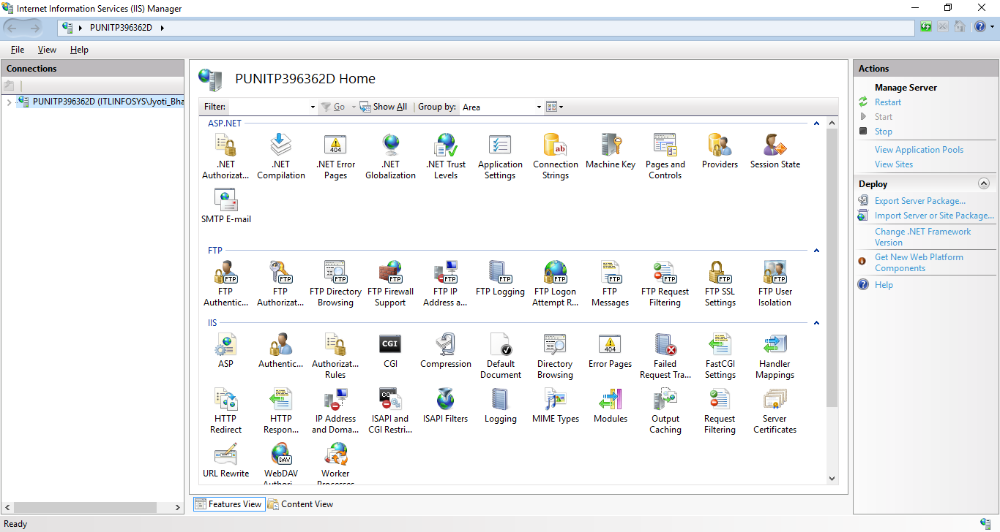 Internet Information Services (IIS) Manager
PUNITP396362D
File View Help
Connections
PUNITP396362D (ITLINFOSYS\Jyoti_Bha
PUNITP396362D Home
Filter: Go Show All Group by: Area
ASP.NET
.NET Authorizat...
.NET Compilation
.NET Error Pages
.NET Globalization
.NET Trust Levels
Application Settings
Connection Strings
Machine Key
Pages and Controls
Providers
Session State
SMTP E-mail
FTP
FTP Authentic...
FTP Authorizat...
FTP Directory Browsing
FTP Firewall Support
FTP IP Address a...
FTP Logging
FTP Logon Attempt R...
FTP Messages
FTP Request Filtering
FTP SSL Settings
FTP User Isolation
IIS
ASP
Authentic...
Authorizat... Rules
CGI
Compression
Default Document
Directory Browsing
Error Pages
Failed Request Tra...
FastCGI Settings
Handler Mappings
HTTP Redirect
HTTP Respon...
IP Address and Doma...
ISAPI and CGI Restri...
ISAPI Filters
Logging
MIME Types
Modules
Output Caching
Request Filtering
Server Certificates
URL Rewrite
WebDAV Authori...
Worker Processes
Features View
Content View
Actions
Manage Server
Restart
Start
Stop
View Application Pools
View Sites
Deploy
Export Server Package...
Import Server or Site Package...
Change .NET Framework
Version
Get New Web Platform
Components
Help
Ready